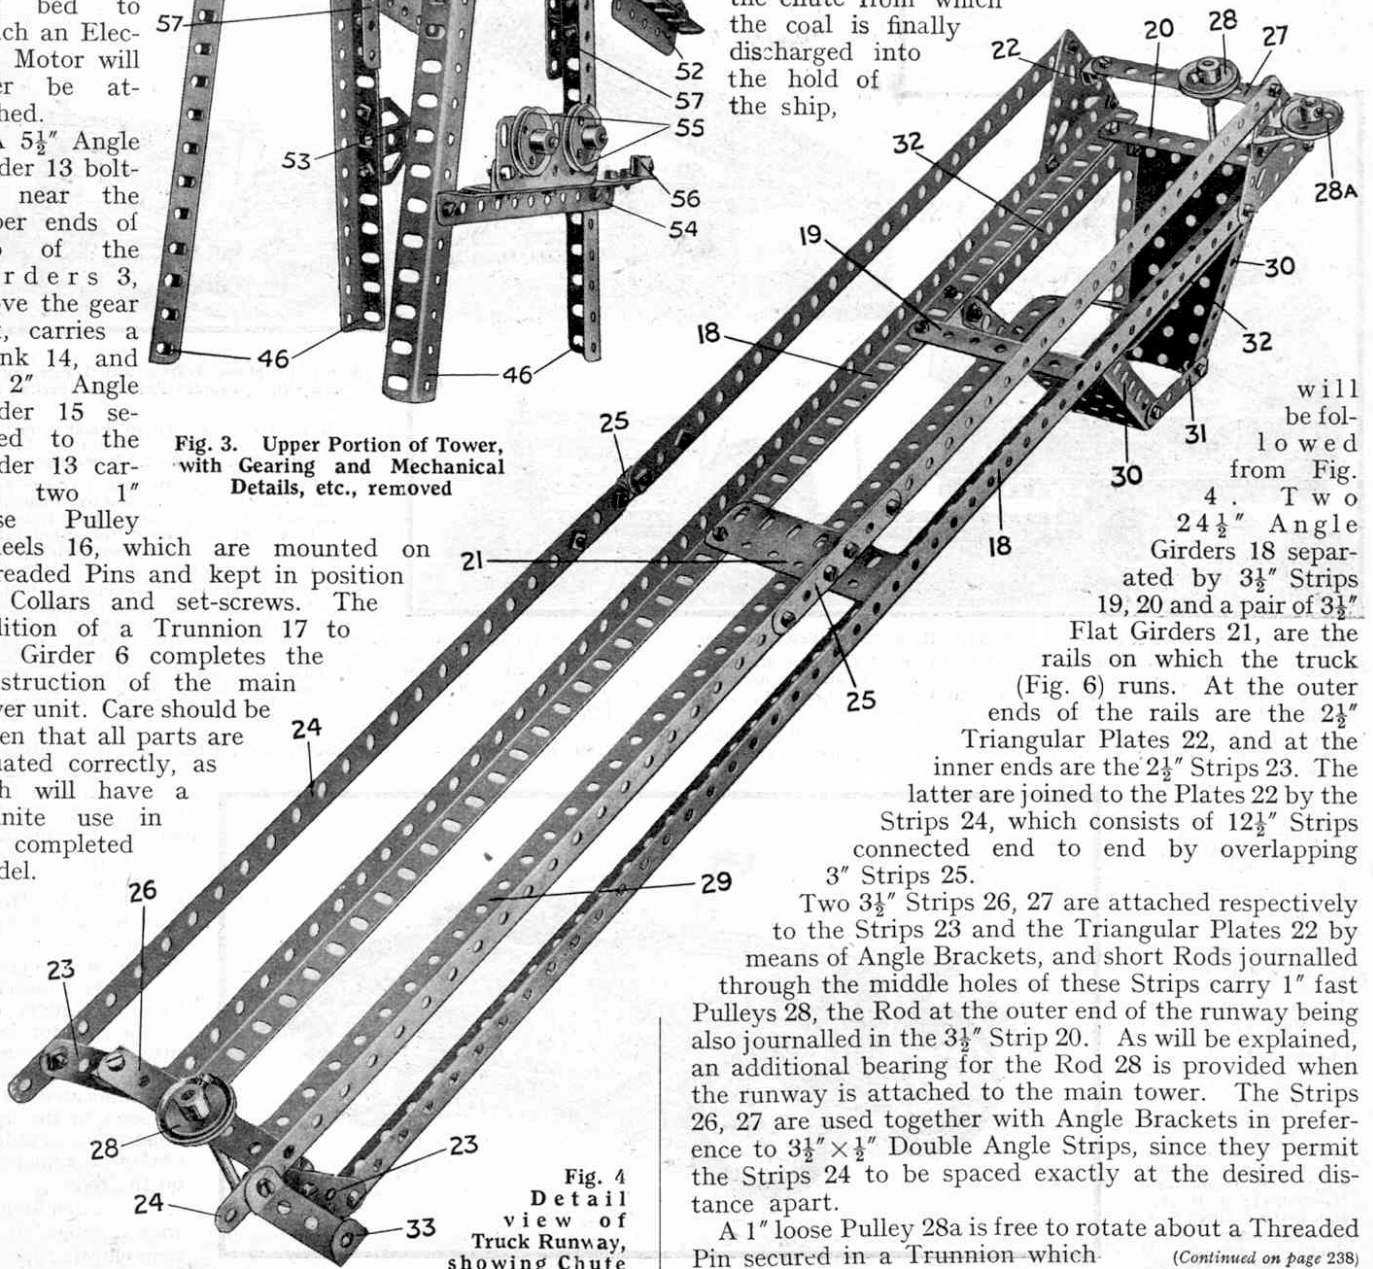 bed to
an Elec-
Motor will
be at-
5½″ Angle
13 bolt-
near the
ends of
of the
3,
the gear
carries a
14, and
2″ Angle
15 se-
to the
13 car-
two 1″
Pulley
16, which are mounted on
Pins and kept in position
Collars and set-screws. The
of a Trunnion 17 to
Girder 6 completes the
of the main
unit. Care should be
that all parts are
correctly, as
will have a
use in
completed
57
53
46
46
52
57
55
56
54
Fig. 3. Upper Portion of Tower,
with Gearing and Mechanical
Details, etc., removed
the chute from which
the coal is finally
discharged into
the hold of
the ship,
22
20
28
27
28A
32
19
18
30
32
31
30
25
21
18
25
24
29
26
23
28
23
24
33
Fig. 4
Detail
view of
Truck Runway,
showing Chute
will
be fol-
lowed
from Fig.
4. Two
24½″ Angle
Girders 18 separ-
ated by 3½″ Strips
19, 20 and a pair of 3½″
Flat Girders 21, are the
rails on which the truck
(Fig. 6) runs. At the outer
ends of the rails are the 2½″
Triangular Plates 22, and at the
inner ends are the 2½″ Strips 23. The
latter are joined to the Plates 22 by the
Strips 24, which consists of 12½″ Strips
connected end to end by overlapping
3″ Strips 25.
Two 3½″ Strips 26, 27 are attached respectively
to the Strips 23 and the Triangular Plates 22 by
means of Angle Brackets, and short Rods journalled
through the middle holes of these Strips carry 1″ fast
Pulleys 28, the Rod at the outer end of the runway being
also journalled in the 3½″ Strip 20. As will be explained,
an additional bearing for the Rod 28 is provided when
the runway is attached to the main tower. The Strips
26, 27 are used together with Angle Brackets in prefer-
ence to 3½″ × ½″ Double Angle Strips, since they permit
the Strips 24 to be spaced exactly at the desired dis-
tance apart.
A 1″ loose Pulley 28a is free to rotate about a Threaded
Pin secured in a Trunnion which
(Continued on page 238)